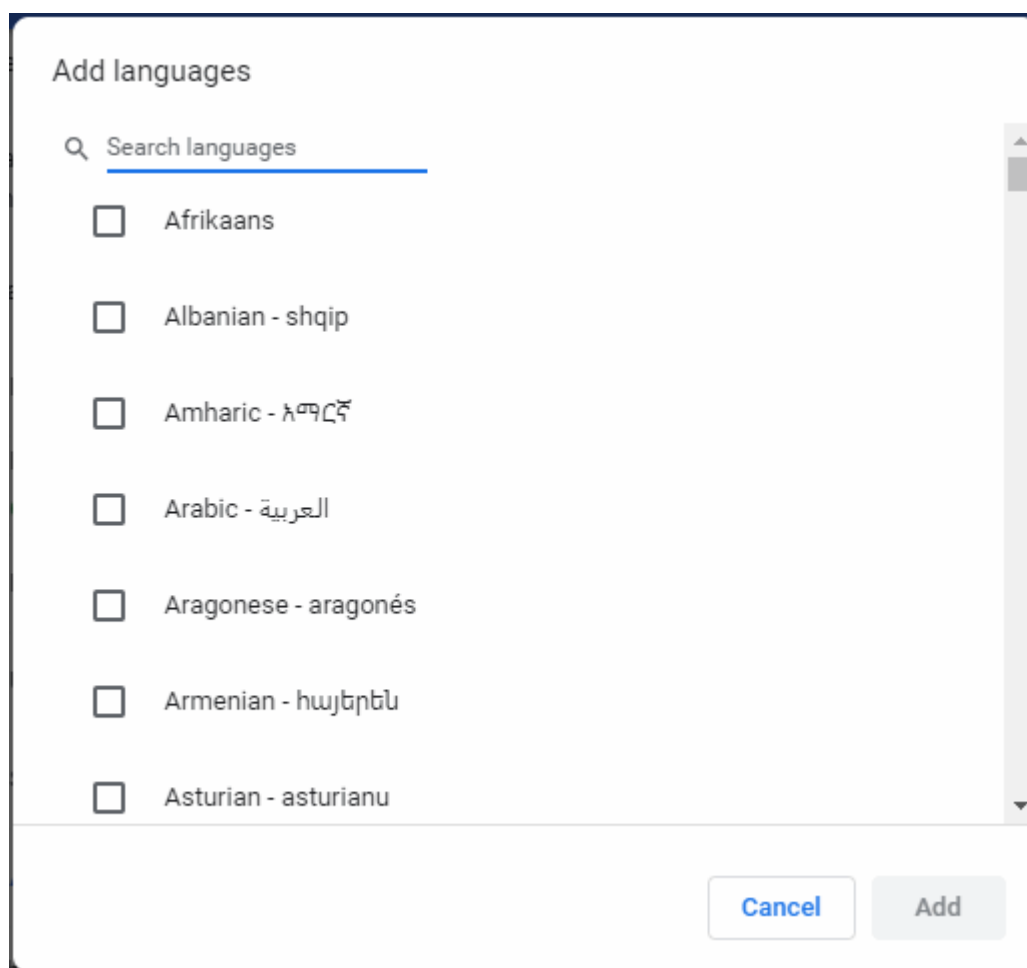 Add languages
Search languages
Afrikaans
Albanian - shqip
Amharic - አማርኛ
Arabic - العربية
Aragonese - aragonés
Armenian - հայերեն
Asturian - asturianu
Cancel
Add